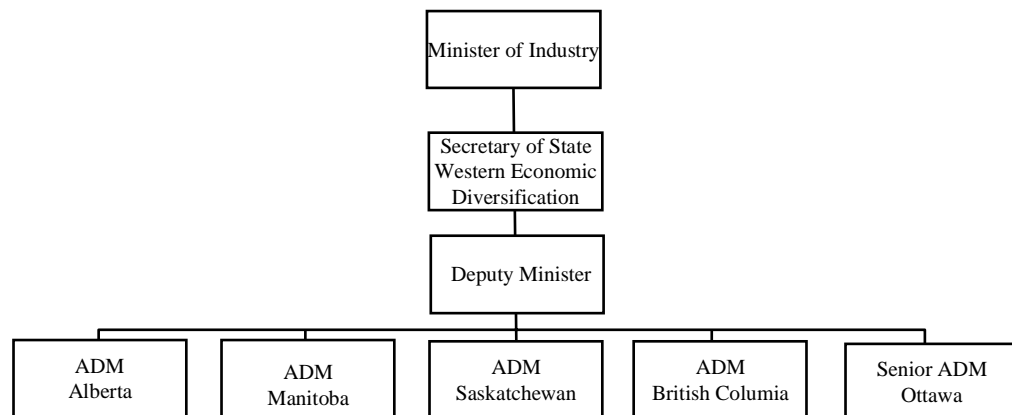 Minister of Industry
Secretary of State
Western Economic
Diversification
Deputy Minister
ADM
Alberta
ADM
Manitoba
ADM
Saskatchewan
ADM
British Columia
Senior ADM
Ottawa